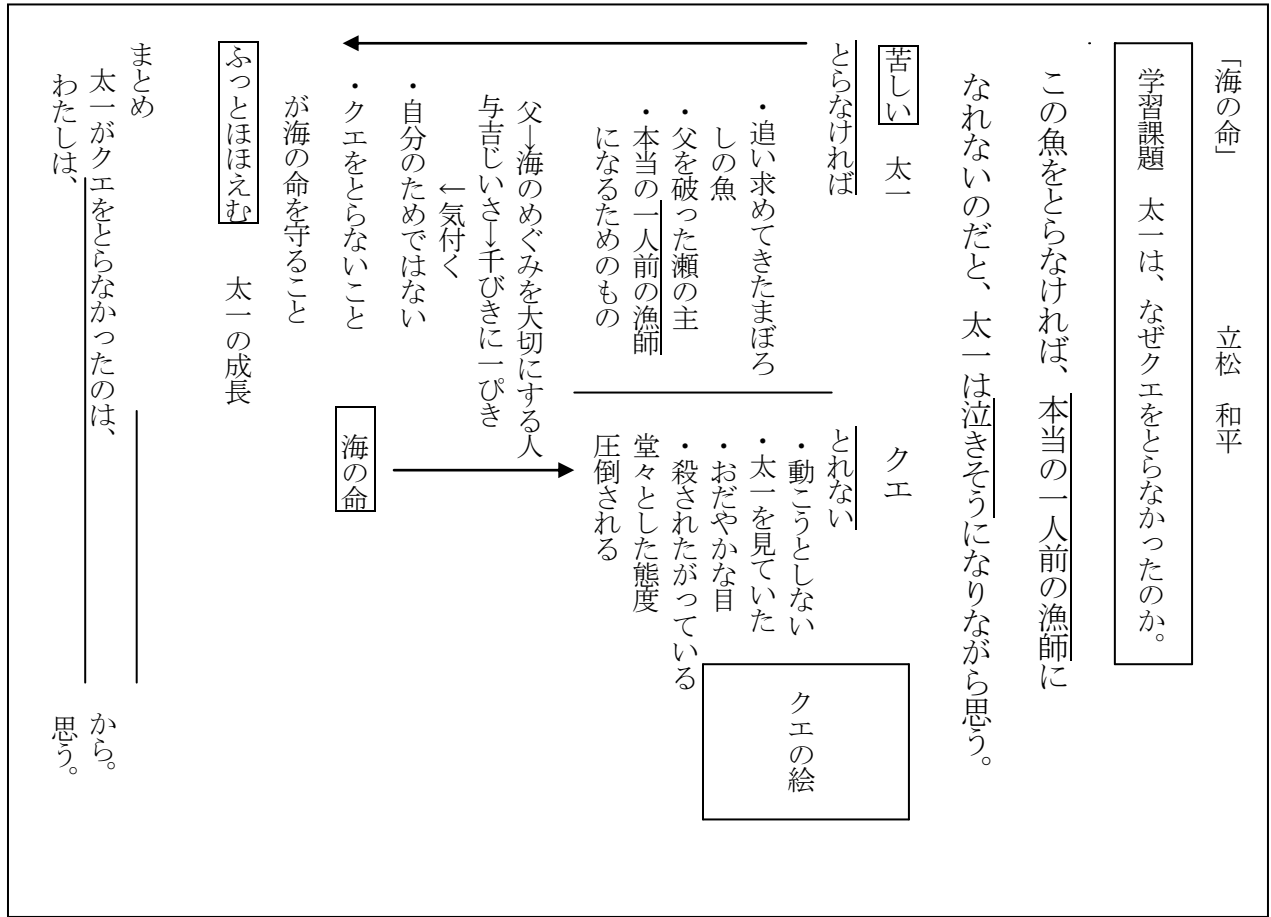 「海の命」　立松　和平
学習課題　太一は、なぜクエをとらなかったのか。
この魚をとらなければ、本当の一人前の漁師に
なれないのだと、太一は泣きそうになりながら思う。
苦しい　太一
とらなければ
・追い求めてきたまぼろ
しの魚
・父を破った瀬の主
・本当の一人前の漁師
になるためのもの
クエ
とれない
・動こうとしない
・太一を見ていた
・おだやかな目
・殺されたがっている
堂々とした態度
圧倒される
クエの絵
父→海のめぐみを大切にする人
与吉じいさ→千びきに一ぴき
←気付く
・自分のためではない
・クエをとらないこと
が海の命を守ること
海の命
ふっとほほえむ　太一の成長
まとめ
太一がクエをとらなかったのは、　から。
わたしは、　思う。